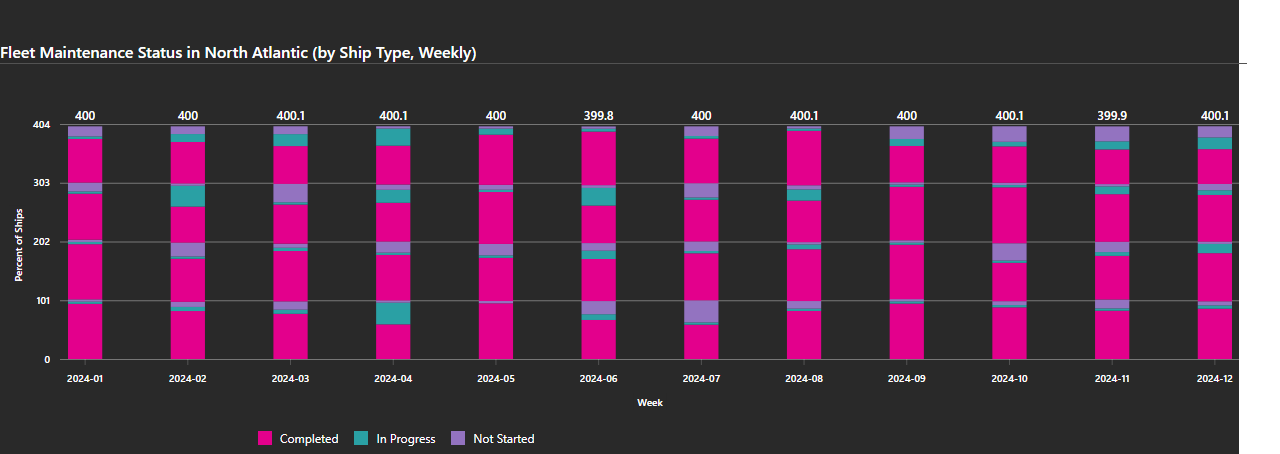 Fleet Maintenance Status in North Atlantic (by Ship Type, Weekly)
400 400 400.1 400.1 400 399.8 400 400.1 400 400.1 399.9 400.1
404
303
202
101
0
Percent of Ships
2024-01 2024-02 2024-03 2024-04 2024-05 2024-06 2024-07 2024-08 2024-09 2024-10 2024-11 2024-12
Week
Completed In Progress Not Started